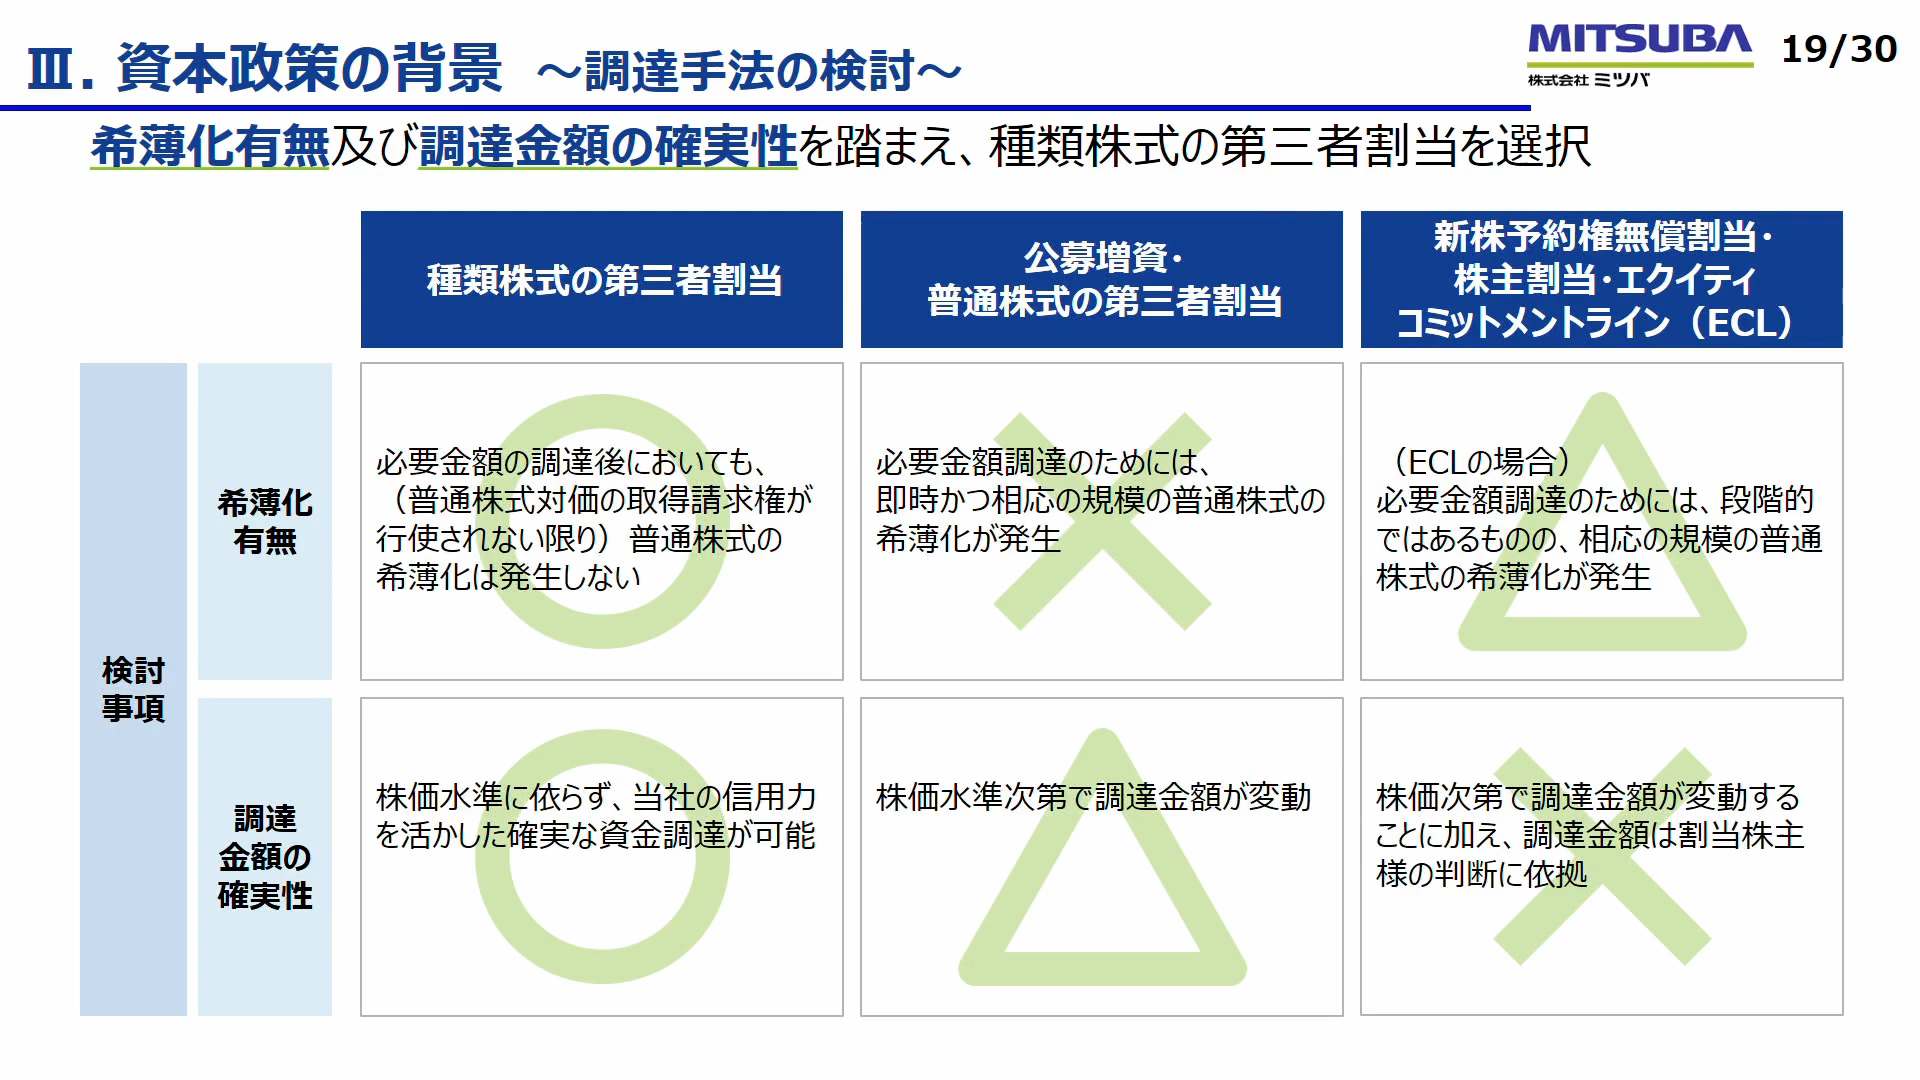 Ⅲ. 資本政策の背景 ～調達手法の検討～
MITSUBA
株式会社 ミツバ
19/30
希薄化有無及び調達金額の確実性を踏まえ、種類株式の第三者割当を選択
種類株式の第三者割当
公募増資・
普通株式の第三者割当
新株予約権無償割当・
株主割当・エクイティ
コミットメントライン（ECL）
検討
事項
希薄化
有無
必要金額の調達後においても、
（普通株式対価の取得請求権が
行使されない限り）普通株式の
希薄化は発生しない
必要金額調達のためには、
即時かつ相応の規模の普通株式の
希薄化が発生
（ECLの場合）
必要金額調達のためには、段階的
ではあるものの、相応の規模の普通
株式の希薄化が発生
調達
金額の
確実性
株価水準に依らず、当社の信用力
を活かした確実な資金調達が可能
株価水準次第で調達金額が変動
株価次第で調達金額が変動する
ことに加え、調達金額は割当株主
様の判断に依拠